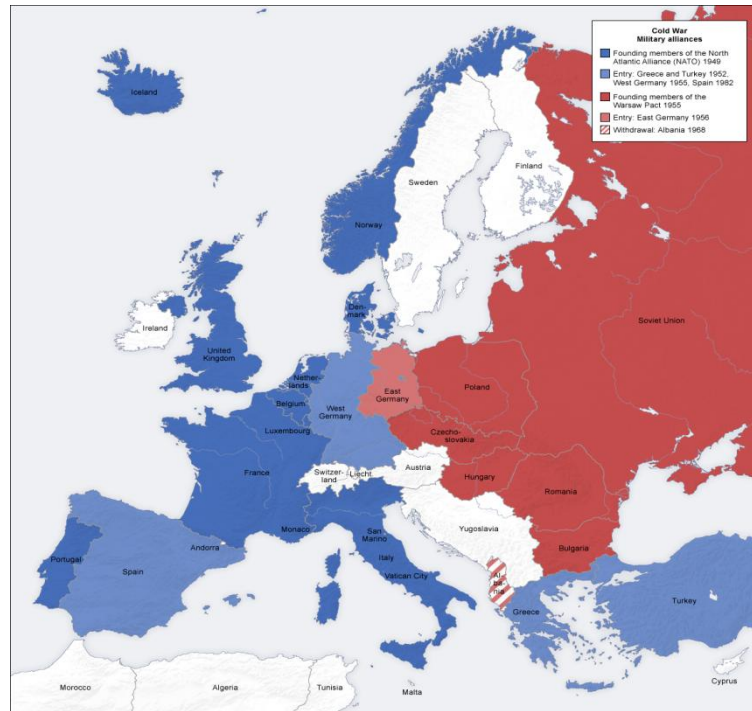 Cold War
Military alliances
Founding members of the North
Atlantic Alliance (NATO) 1949
Entry: Greece and Turkey 1952,
West Germany 1955, Spain 1982
Founding members of the
Warsaw Pact 1955
Entry: East Germany 1956
Withdrawal: Albania 1968
Iceland
Finland
Sweden
Norway
Den-
mark
Ireland
Soviet Union
United
Kingdom
Nether-
lands
Poland
East
Germany
Belgium
West
Germany
Luxembourg
Czecho-
slovakia
Austria
Switzer-
land
Liecht.
France
Hungary
Romania
Monaco
San
Marino
Yugoslavia
Andorra
Bulgaria
Portugal
Italy
Spain
Vatican City
Al
ba
nia
Turkey
Greece
Cyprus
Morocco
Algeria
Tunisia
Malta